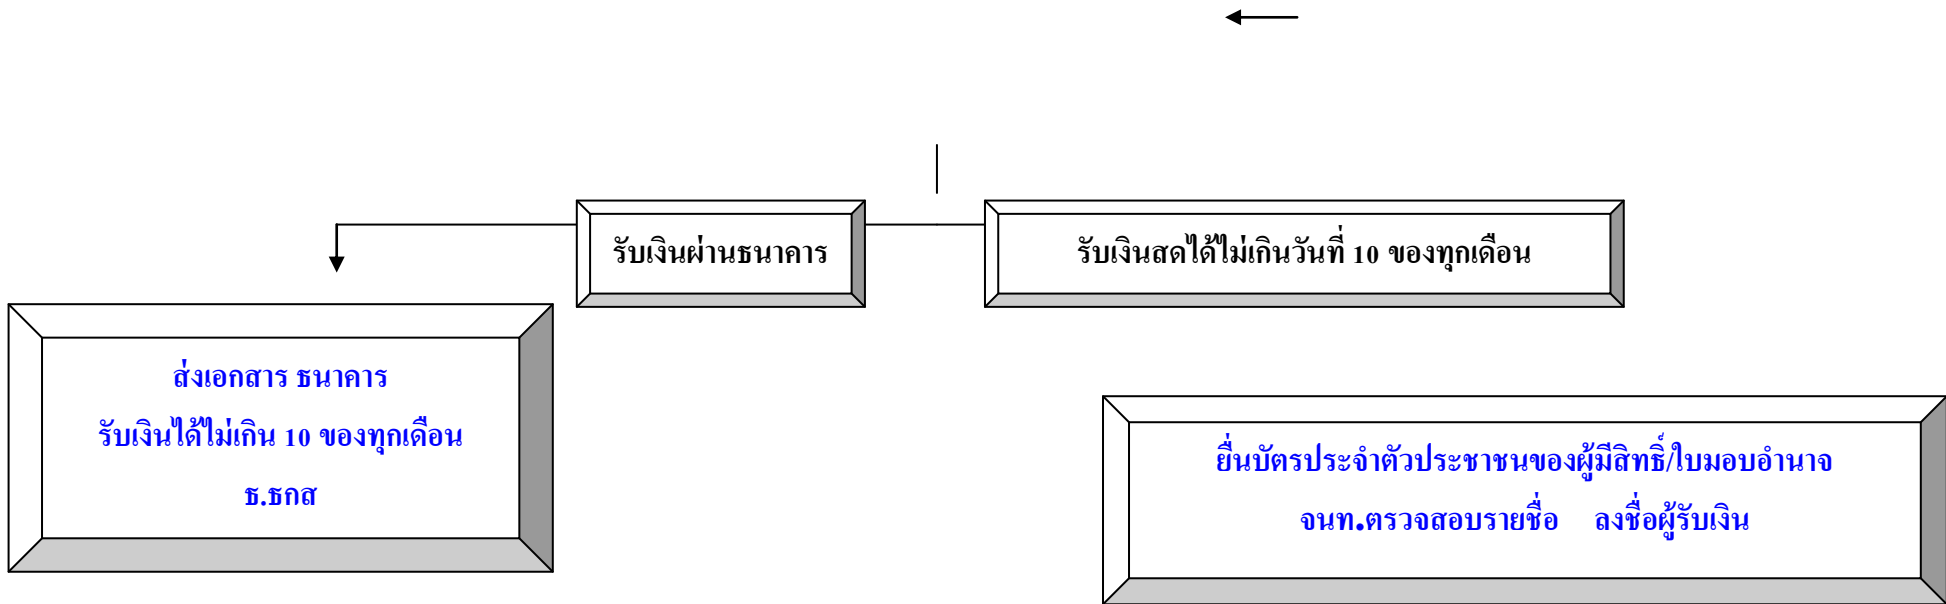 รับเงินผ่านธนาคาร
รับเงินสดได้ไม่เกินวันที่ 10 ของทุกเดือน
ส่งเอกสาร ธนาคาร
รับเงินได้ไม่เกิน 10 ของทุกเดือน
ธ.ธกส
ยื่นบัตรประจำตัวประชาชนของผู้มีสิทธิ์/ใบมอบอำนาจ
จนท.ตรวจสอบรายชื่อ ลงชื่อผู้รับเงิน